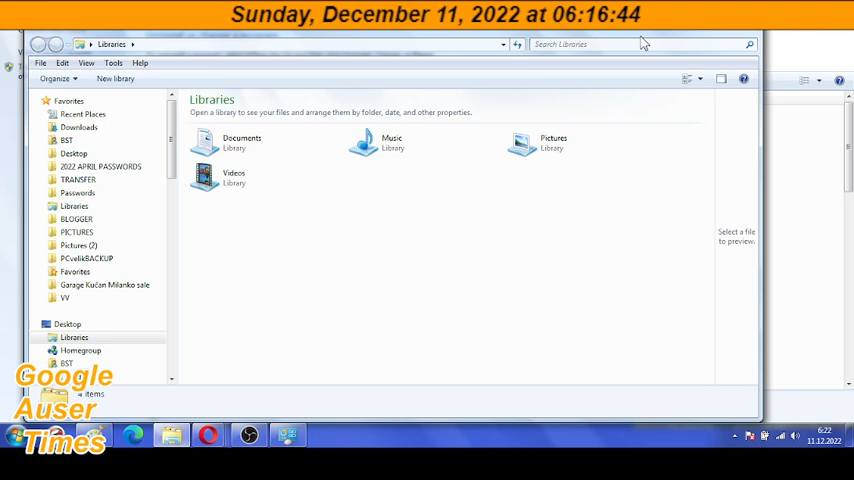 Sunday, December 11, 2022 at 06:16:44
Libraries
Search Libraries
File Edit View Tools Help
Organize New library
Favorites
Recent Places
Downloads
BST
Desktop
2022 APRIL PASSWORDS
TRANSFER
Passwords
Libraries
BLOGGER
PICTURES
Pictures (2)
PCvelikBACKUP
Favorites
Garage Kučan Milanko sale
VV
Desktop
Libraries
Homegroup
BST
Libraries
Open a library to see your files and arrange them by folder, date, and other properties.
Documents
Library
Music
Library
Pictures
Library
Videos
Library
Select a file
to preview.
items
Google
Auser
Times
6:22
11.12.2022